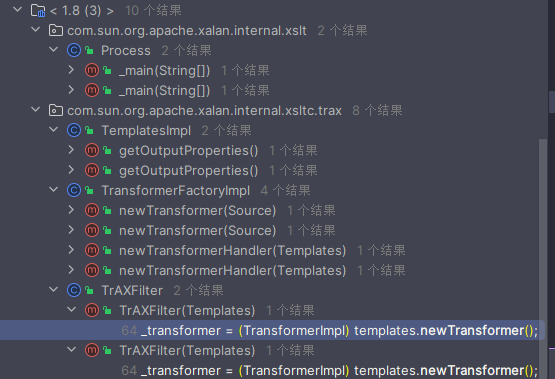 < 1.8 (3) > 10 个结果
com.sun.org.apache.xalan.internal.xslt 2 个结果
Process 2 个结果
_main(String[]) 1 个结果
_main(String[]) 1 个结果
com.sun.org.apache.xalan.internal.xsltc.trax 8 个结果
TemplatesImpl 2 个结果
getOutputProperties() 1 个结果
getOutputProperties() 1 个结果
TransformerFactoryImpl 4 个结果
newTransformer(Source) 1 个结果
newTransformer(Source) 1 个结果
newTransformerHandler(Templates) 1 个结果
newTransformerHandler(Templates) 1 个结果
TrAXFilter 2 个结果
TrAXFilter(Templates) 1 个结果
64 _transformer = (TransformerImpl) templates.newTransformer();
TrAXFilter(Templates) 1 个结果
64 _transformer = (TransformerImpl) templates.newTransformer();